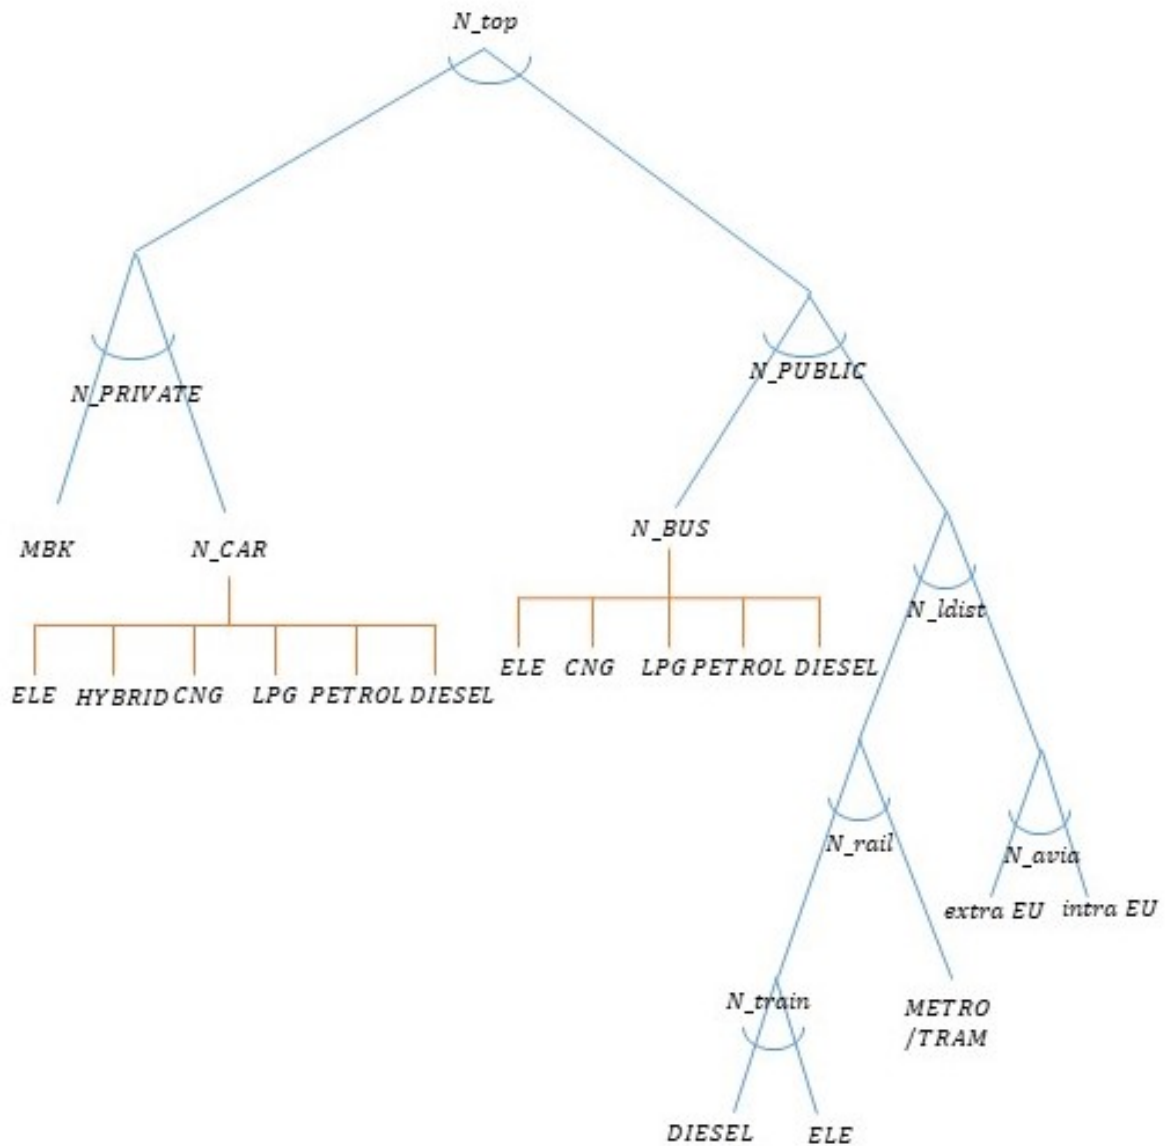 N_top
N_PRIVATE
N_PUBLIC
MBK
N_CAR
N_BUS
N_ldist
ELE HYBRID CNG LPG PETROL DIESEL
ELE CNG LPG PETROL DIESEL
N_rail
N_avia
extra EU intra EU
N_train
METRO
/TRAM
DIESEL ELE